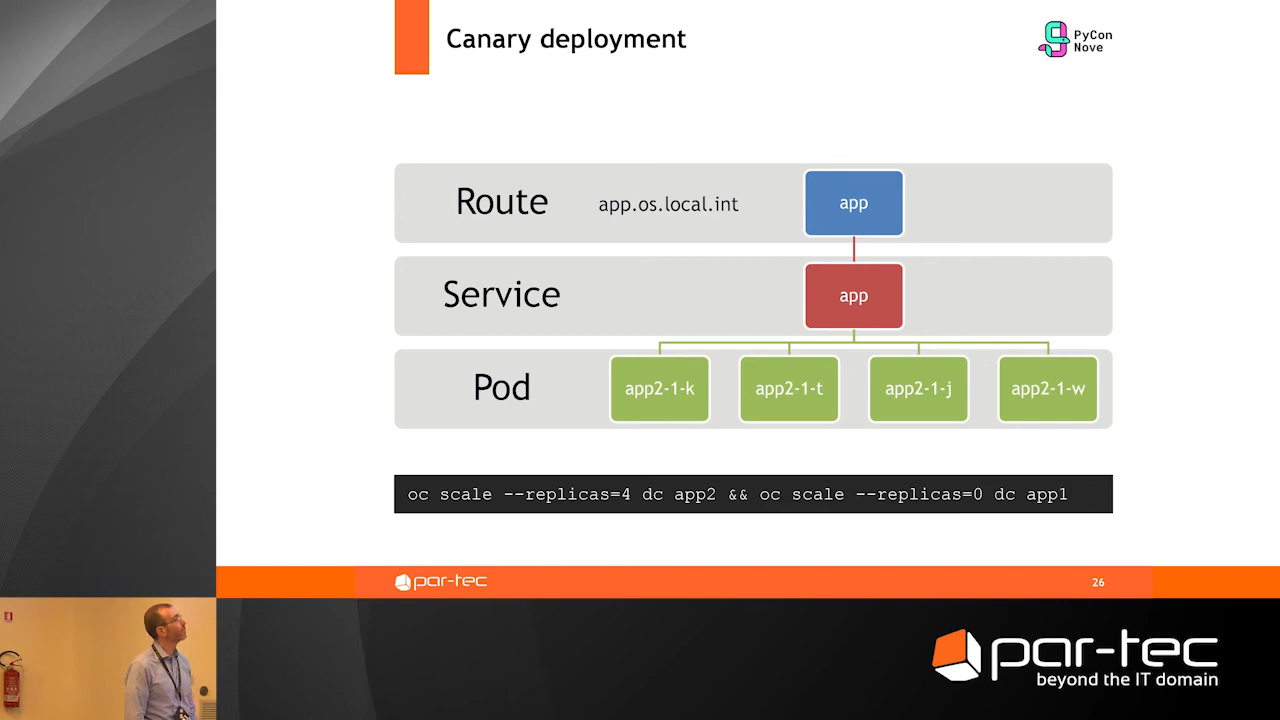 Canary deployment
PyCon
Nove
Route
app.os.local.int
app
Service
app
Pod
app2-1-k
app2-1-t
app2-1-j
app2-1-w
oc scale --replicas=4 dc app2 && oc scale --replicas=0 dc app1
par-tec
26
par-tec
beyond the IT domain